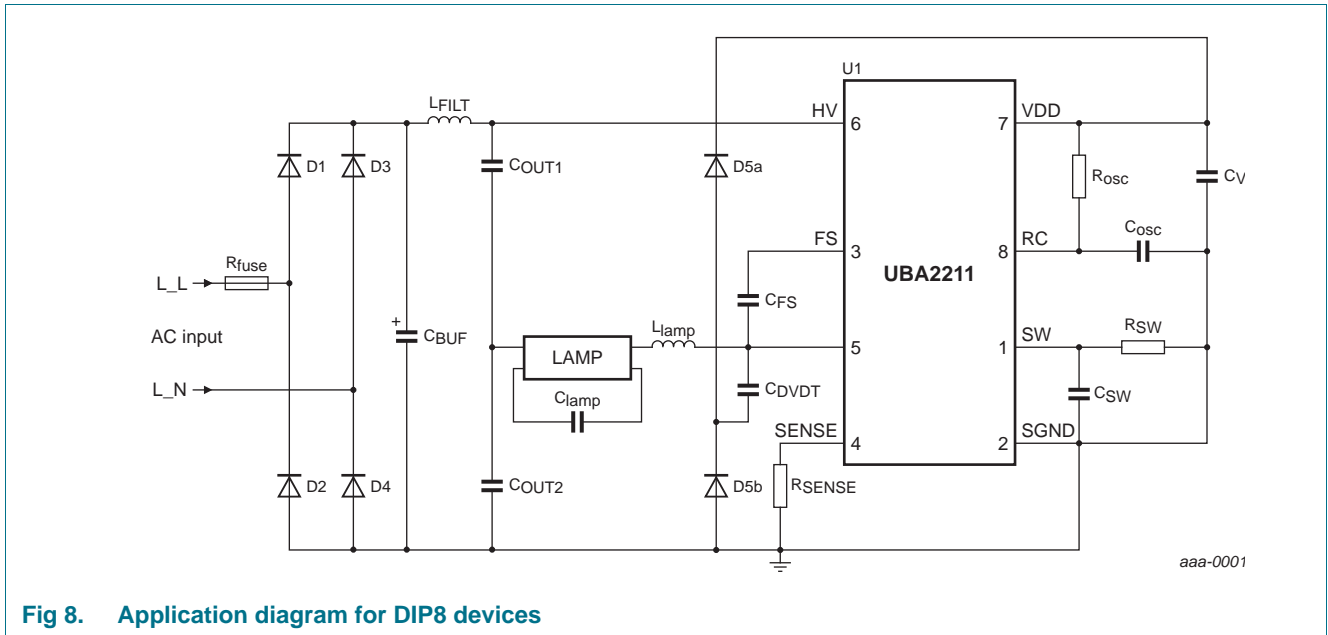 U1
LFILT
HV
6
7
VDD
D1
D3
COUT1
D5a
Rosc
CV
FS
3
8
RC
Cosc
Rfuse
L_L
UBA2211
CFS
AC input
+
CBUF
LAMP
Llamp
5
1
SW
RSW
L_N
Clamp
CDVDT
CSW
SENSE
4
2
SGND
D2
D4
COUT2
D5b
RSENSE
aaa-0001
Fig 8. Application diagram for DIP8 devices